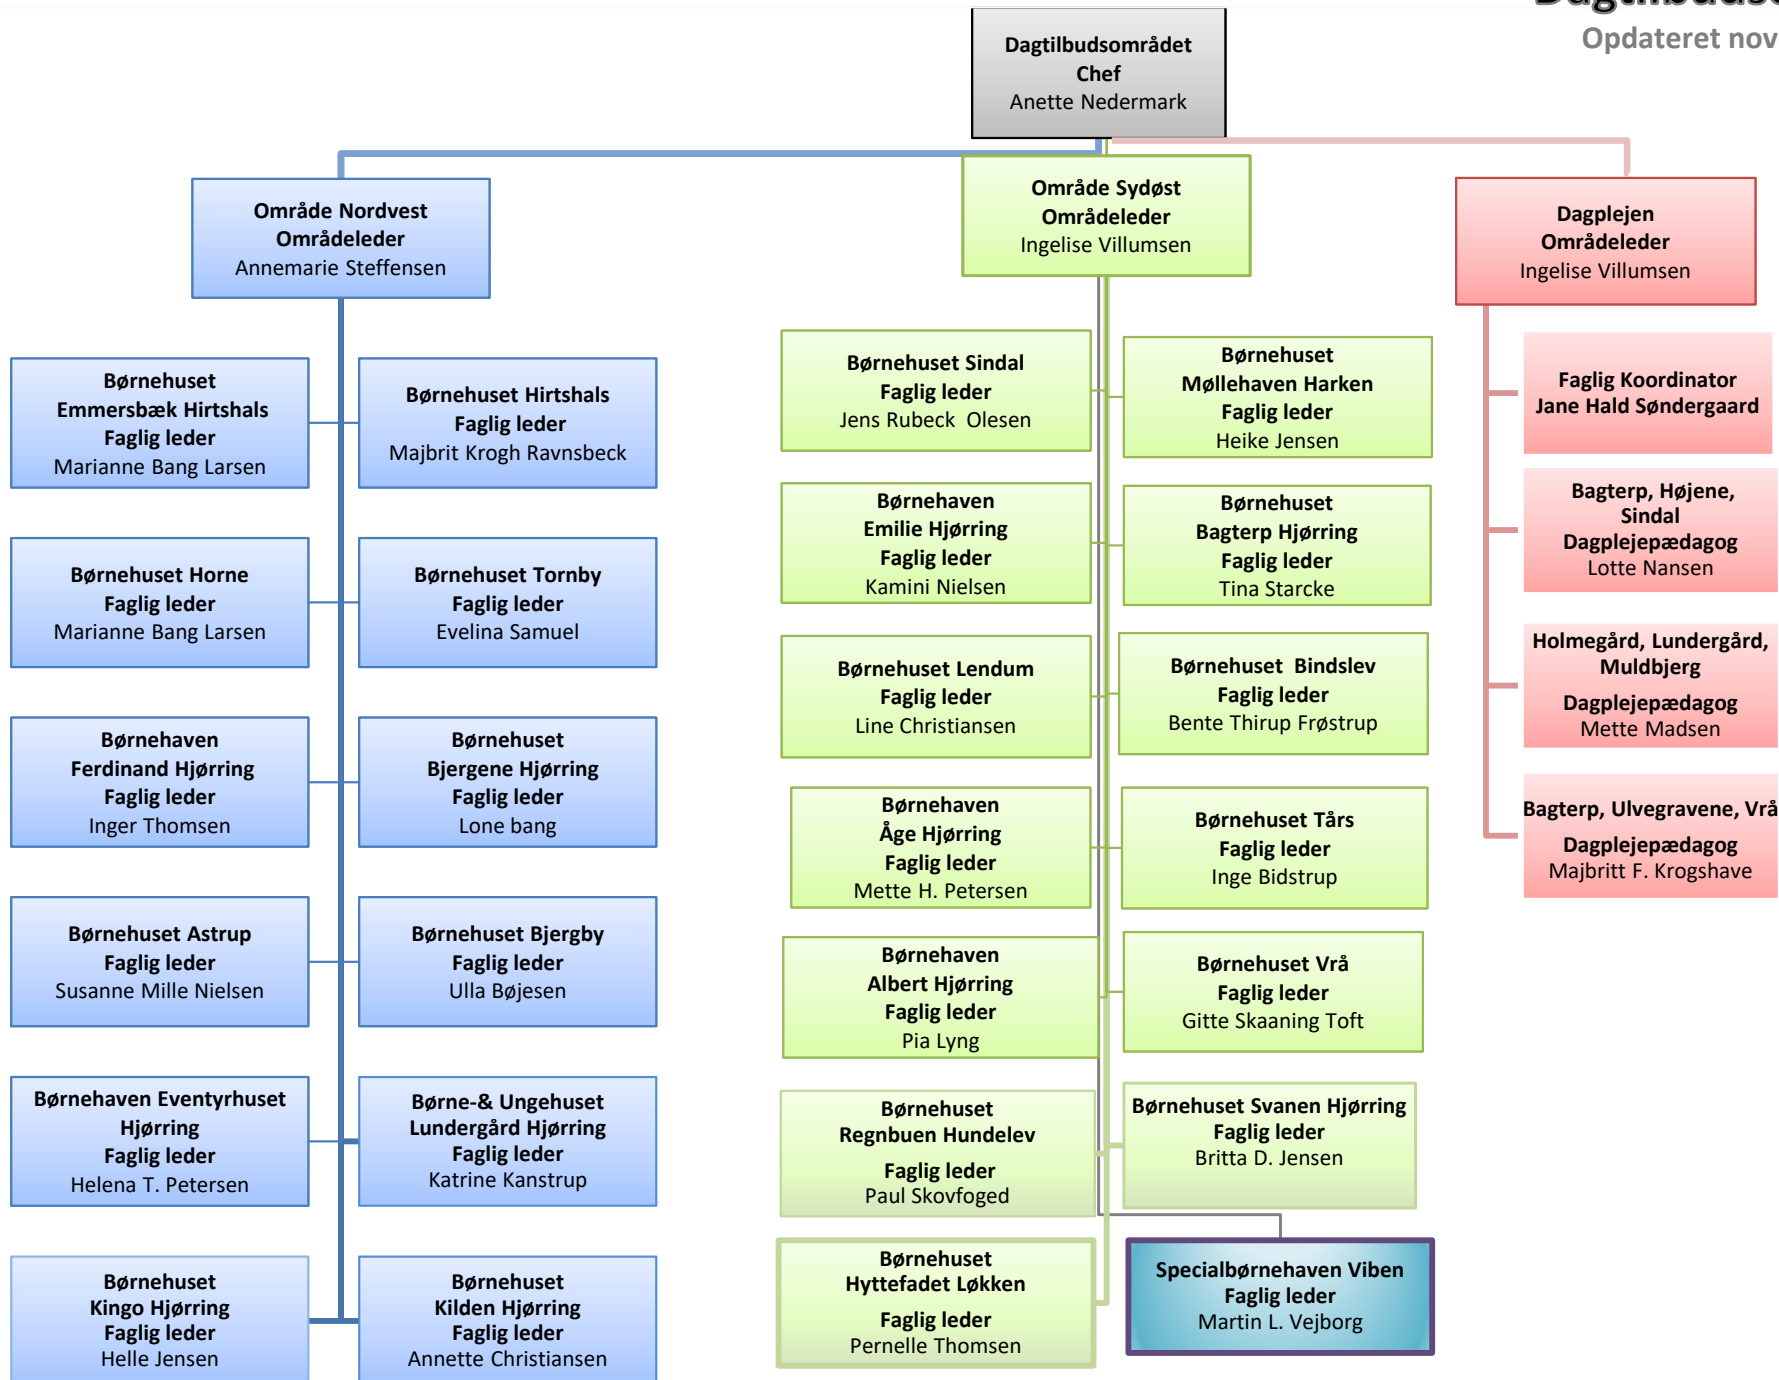 Opdateret nov
Dagtilbudsområdet
Chef
Anette Nedermark
Område Nordvest
Områdeleder
Annemarie Steffensen
Område Sydøst
Områdeleder
Ingelise Villumsen
Dagplejen
Områdeleder
Ingelise Villumsen
Børnehuset
Emmersbæk Hirtshals
Faglig leder
Marianne Bang Larsen
Børnehuset Hirtshals
Faglig leder
Majbrit Krogh Ravnsbeck
Børnehuset Horne
Faglig leder
Marianne Bang Larsen
Børnehuset Tornby
Faglig leder
Evelina Samuel
Børnehaven
Ferdinand Hjørring
Faglig leder
Inger Thomsen
Børnehuset
Bjergene Hjørring
Faglig leder
Lone bang
Børnehuset Astrup
Faglig leder
Susanne Mille Nielsen
Børnehuset Bjergby
Faglig leder
Ulla Bøjesen
Børnehaven Eventyrhuset
Hjørring
Faglig leder
Helena T. Petersen
Børne-& Ungehuset
Lundergård Hjørring
Faglig leder
Katrine Kanstrup
Børnehuset
Kingo Hjørring
Faglig leder
Helle Jensen
Børnehuset
Kilden Hjørring
Faglig leder
Annette Christiansen
Børnehuset Sindal
Faglig leder
Jens Rubeck Olesen
Børnehuset
Møllehaven Harken
Faglig leder
Heike Jensen
Børnehaven
Emilie Hjørring
Faglig leder
Kamini Nielsen
Børnehuset
Bagterp Hjørring
Faglig leder
Tina Starcke
Børnehuset Lendum
Faglig leder
Line Christiansen
Børnehuset Bindslev
Faglig leder
Bente Thirup Frøstrup
Børnehaven
Åge Hjørring
Faglig leder
Mette H. Petersen
Børnehuset Tårs
Faglig leder
Inge Bidstrup
Børnehaven
Albert Hjørring
Faglig leder
Pia Lyng
Børnehuset Vrå
Faglig leder
Gitte Skaaning Toft
Børnehuset
Regnbuen Hundelev
Faglig leder
Paul Skovfoged
Børnehuset Svanen Hjørring
Faglig leder
Britta D. Jensen
Børnehuset
Hyttefadet Løkken
Faglig leder
Pernelle Thomsen
Specialbørnehaven Viben
Faglig leder
Martin L. Vejborg
Faglig Koordinator
Jane Hald Søndergaard
Bagterp, Højene,
Sindal
Dagplejepædagog
Lotte Nansen
Holmegård, Lundergård,
Muldbjerg
Dagplejepædagog
Mette Madsen
Bagterp, Ulvegravene, Vrå
Dagplejepædagog
Majbritt F. Krogshave